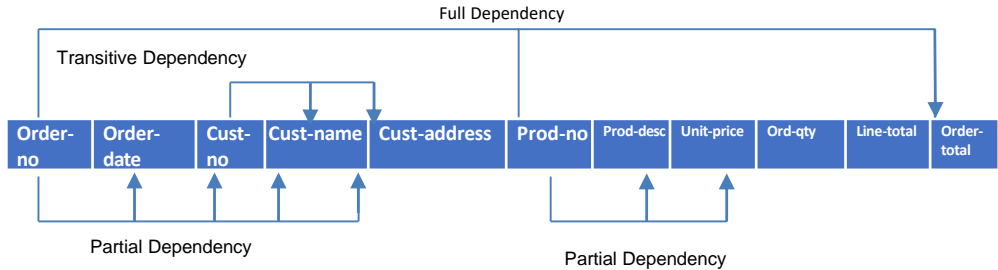 Full Dependency
Transitive Dependency
Order-
no
Order-
date
Cust-
no
Cust-name
Cust-address
Prod-no
Prod-desc
Unit-price
Ord-qty
Line-total
Order-
total
Partial Dependency
Partial Dependency